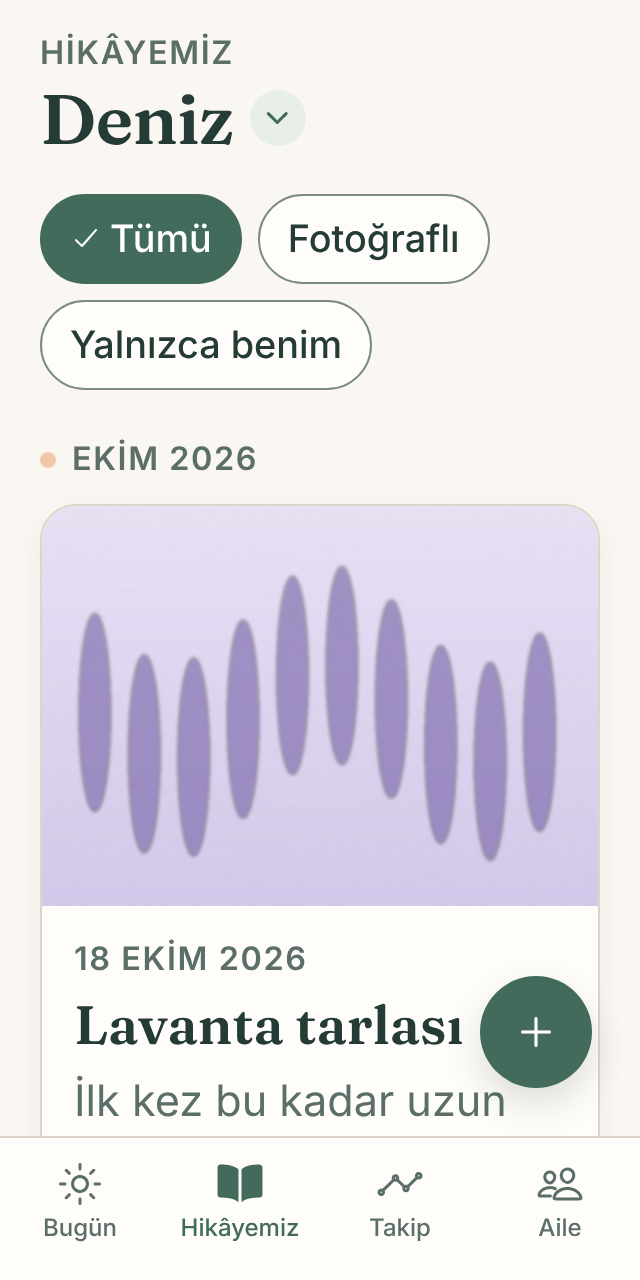 HİKÂYEMİZ
Deniz
Tümü
Fotoğraflı
Yalnızca benim
EKİM 2026
18 EKİM 2026
Lavanta tarlası
İlk kez bu kadar uzun
Bugün
Hikâyemiz
Takip
Aile